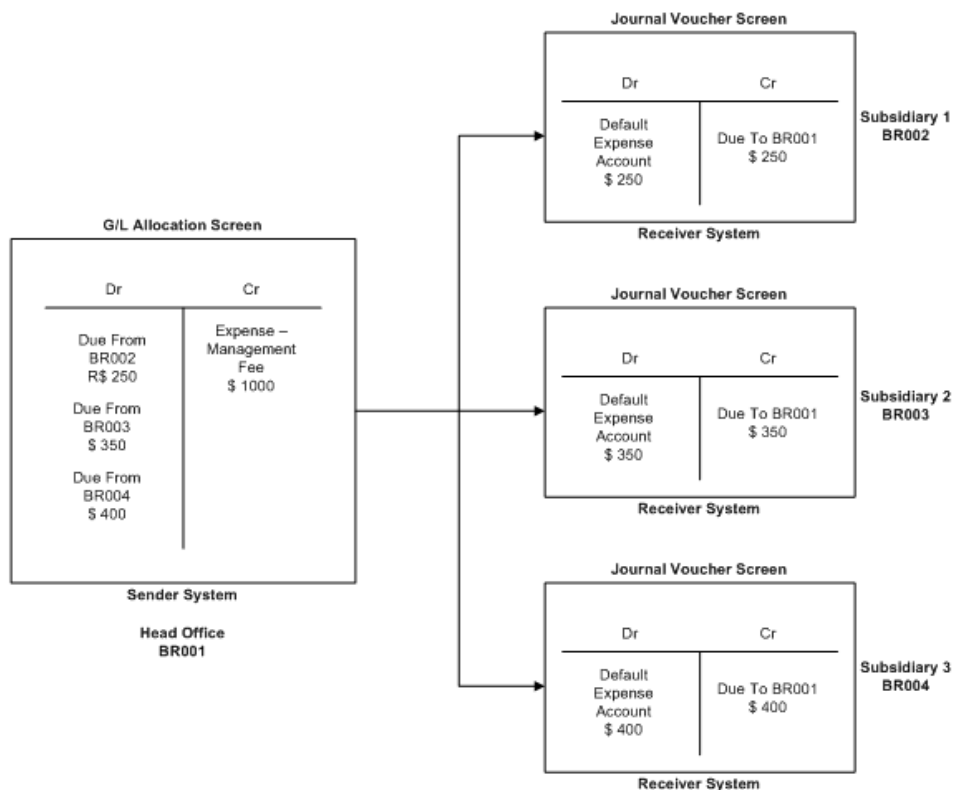 G/L Allocation Screen
Dr
Cr
Due From
BR002
R$ 250
Due From
BR003
$ 350
Due From
BR004
$ 400
Expense –
Management
Fee
$ 1000
Sender System
Head Office
BR001
Journal Voucher Screen
Dr
Cr
Default
Expense
Account
$ 250
Due To BR001
$ 250
Receiver System
Subsidiary 1
BR002
Journal Voucher Screen
Dr
Cr
Default
Expense
Account
$ 350
Due To BR001
$ 350
Receiver System
Subsidiary 2
BR003
Journal Voucher Screen
Dr
Cr
Default
Expense
Account
$ 400
Due To BR001
$ 400
Receiver System
Subsidiary 3
BR004